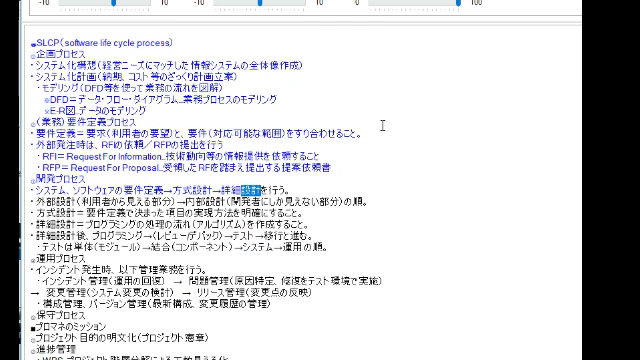 0
50
-10
0
10
-10
0
10
0
100
SLCP（software life cycle process）
○企画プロセス
・システム化構想（経営ニーズにマッチした情報システムの全体像作成）
・システム化計画（納期、コスト等のざっくり計画立案）
・モデリング（DFD等を使って業務の流れを図解）
※DFD＝データ・フロー・ダイアグラム…業務プロセスのモデリング
※E-R図…データのモデリング
○（業務）要件定義プロセス
・要件定義＝要求（利用者の要望）と、要件（対応可能な範囲）をすり合わせること。
・外部発注時は、RFIの依頼／RFPの提出を行う
・RFI＝Request For Information…技術動向等の情報提供を依頼すること
・RFP＝Request For Proposal…受領したRFIを踏まえ提出する提案依頼書
○開発プロセス
・システム、ソフトウェアの要件定義→方式設計→詳細設計を行う。
・外部設計（利用者から見える部分）→内部設計（開発者にしか見えない部分）の順。
・方式設計＝要件定義で決まった項目の実現方法を明確にすること。
・詳細設計＝プログラミングの処理の流れ（アルゴリズム）を作成すること。
・詳細設計後、プログラミング→（レビュー／デバック）→テスト→移行と進む。
・テストは単体（モジュール）→結合（コンポーネント）→システム→運用の順。
○運用プロセス
・インシデント発生時、以下管理業務を行う。
・インシデント管理（運用の回復） → 問題管理（原因特定、修復をテスト環境で実施）
→ 変更管理（システム変更の検討） → リリース管理（変更点の反映）
・構成管理、バージョン管理（最新構成、変更履歴の管理）
○保守プロセス
■プロマネのミッション
○プロジェクト目的の明文化（プロジェクト憲章）
○進捗管理